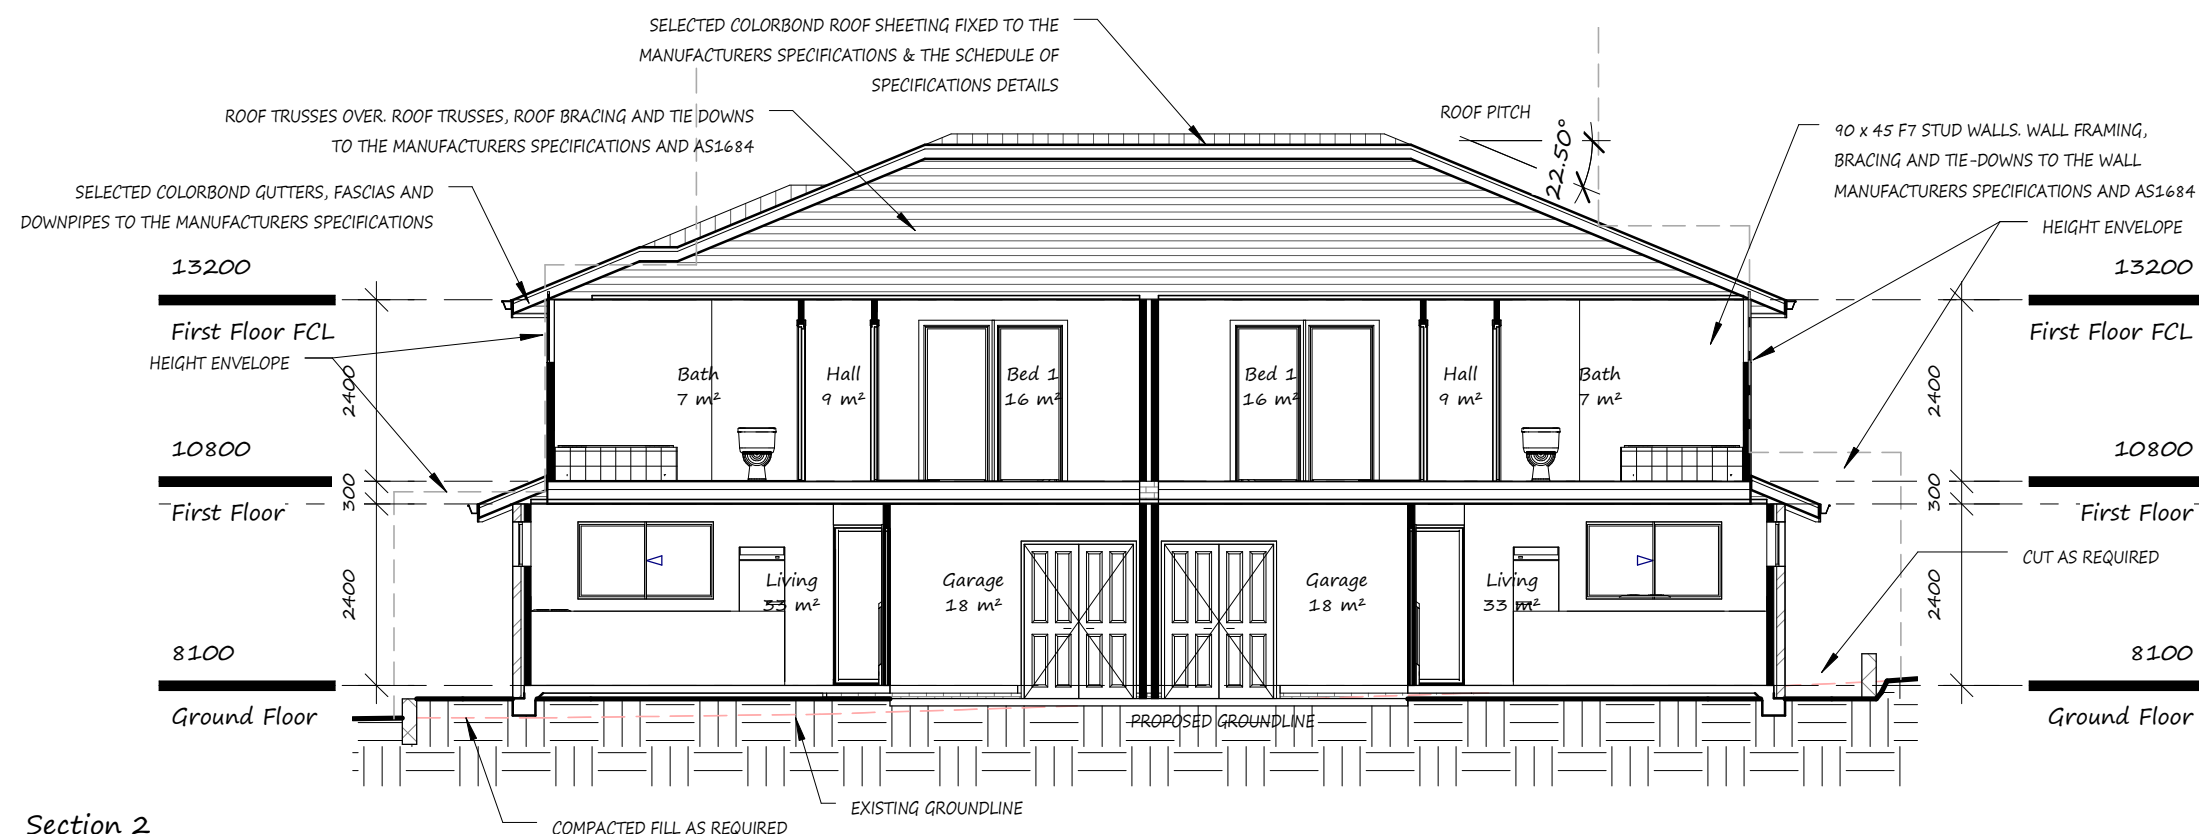 SELECTED COLORBOND ROOF SHEETING FIXED TO THE
MANUFACTURERS SPECIFICATIONS & THE SCHEDULE OF
SPECIFICATIONS DETAILS
ROOF TRUSSES OVER. ROOF TRUSSES, ROOF BRACING AND TIE DOWNS
TO THE MANUFACTURERS SPECIFICATIONS AND AS1684
ROOF PITCH
22.50°
90 x 45 F7 STUD WALLS. WALL FRAMING,
BRACING AND TIE-DOWNS TO THE WALL
MANUFACTURERS SPECIFICATIONS AND AS1684
SELECTED COLORBOND GUTTERS, FASCIAS AND
DOWNPIPES TO THE MANUFACTURERS SPECIFICATIONS
HEIGHT ENVELOPE
13200
First Floor FCL
HEIGHT ENVELOPE
2400
10800
300
First Floor
2400
8100
Ground Floor
Bath
7 m²
Hall
9 m²
Bed 1
16 m²
Bed 1
16 m²
Hall
9 m²
Bath
7 m²
Living
33 m²
Garage
18 m²
Garage
18 m²
Living
33 m²
13200
First Floor FCL
2400
10800
300
First Floor
CUT AS REQUIRED
2400
8100
Ground Floor
PROPOSED GROUNDLINE
EXISTING GROUNDLINE
COMPACTED FILL AS REQUIRED
Section 2